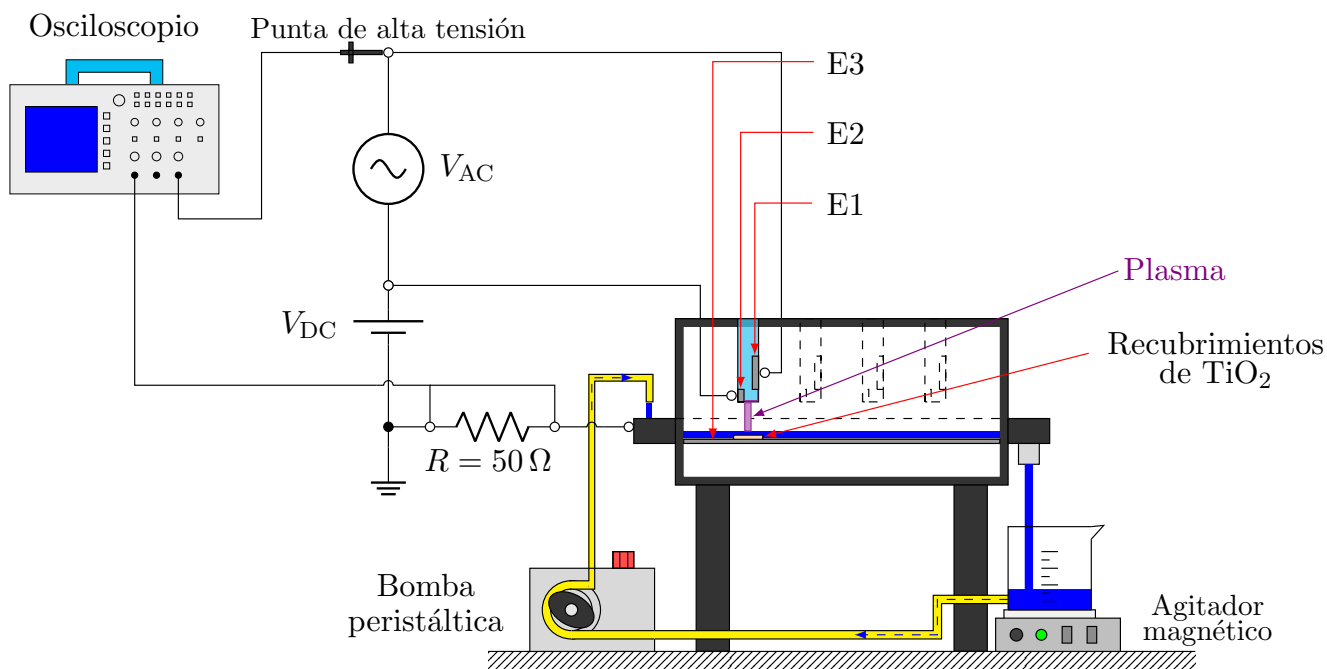 Osciloscopio
Punta de alta tensión
E3
E2
V_AC
E1
Plasma
V_DC
Recubrimientos
de TiO₂
R = 50 Ω
Bomba
peristáltica
Agitador
magnético